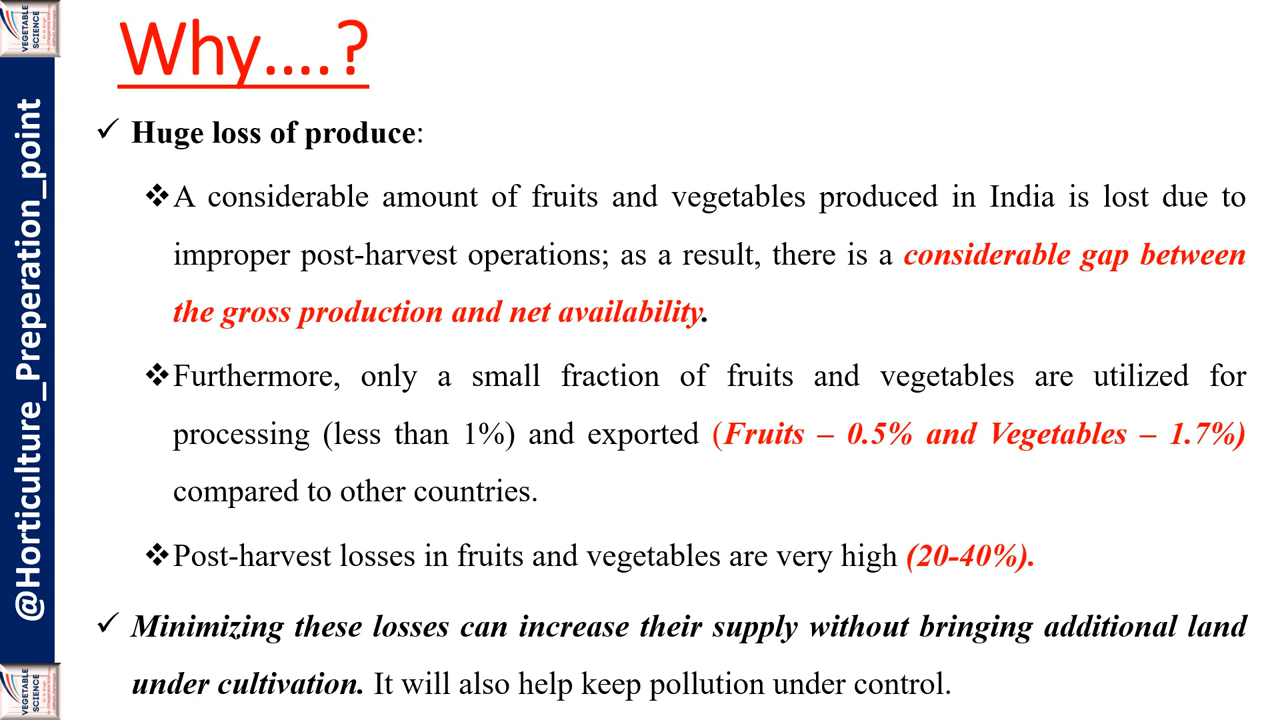 Why....?
✓ Huge loss of produce:
❖A considerable amount of fruits and vegetables produced in India is lost due to
improper post-harvest operations; as a result, there is a considerable gap between
the gross production and net availability.
❖Furthermore, only a small fraction of fruits and vegetables are utilized for
processing (less than 1%) and exported (Fruits – 0.5% and Vegetables – 1.7%)
compared to other countries.
❖Post-harvest losses in fruits and vegetables are very high (20-40%).
✓ Minimizing these losses can increase their supply without bringing additional land
under cultivation. It will also help keep pollution under control.
@Horticulture_Preperation_point
VEGETABLE
SCIENCE
VEGETABLE
SCIENCE